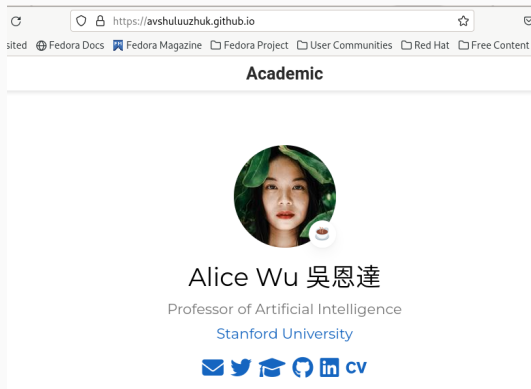 https://avshuluuzhuk.github.io
sited Fedora Docs Fedora Magazine Fedora Project User Communities Red Hat Free Content
Academic
Alice Wu 吳恩達
Professor of Artificial Intelligence
Stanford University
CV